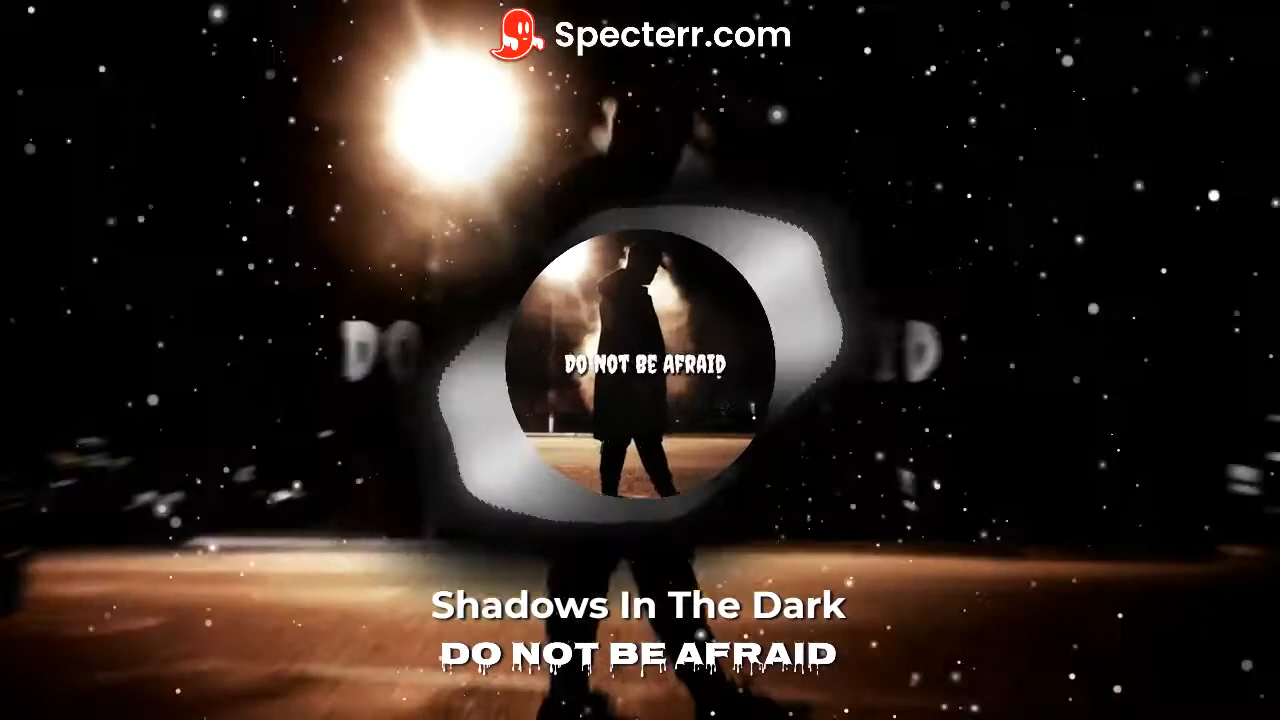 Specterr.com
DO NOT BE AFRAID
Shadows In The Dark
DO NOT BE AFRAID